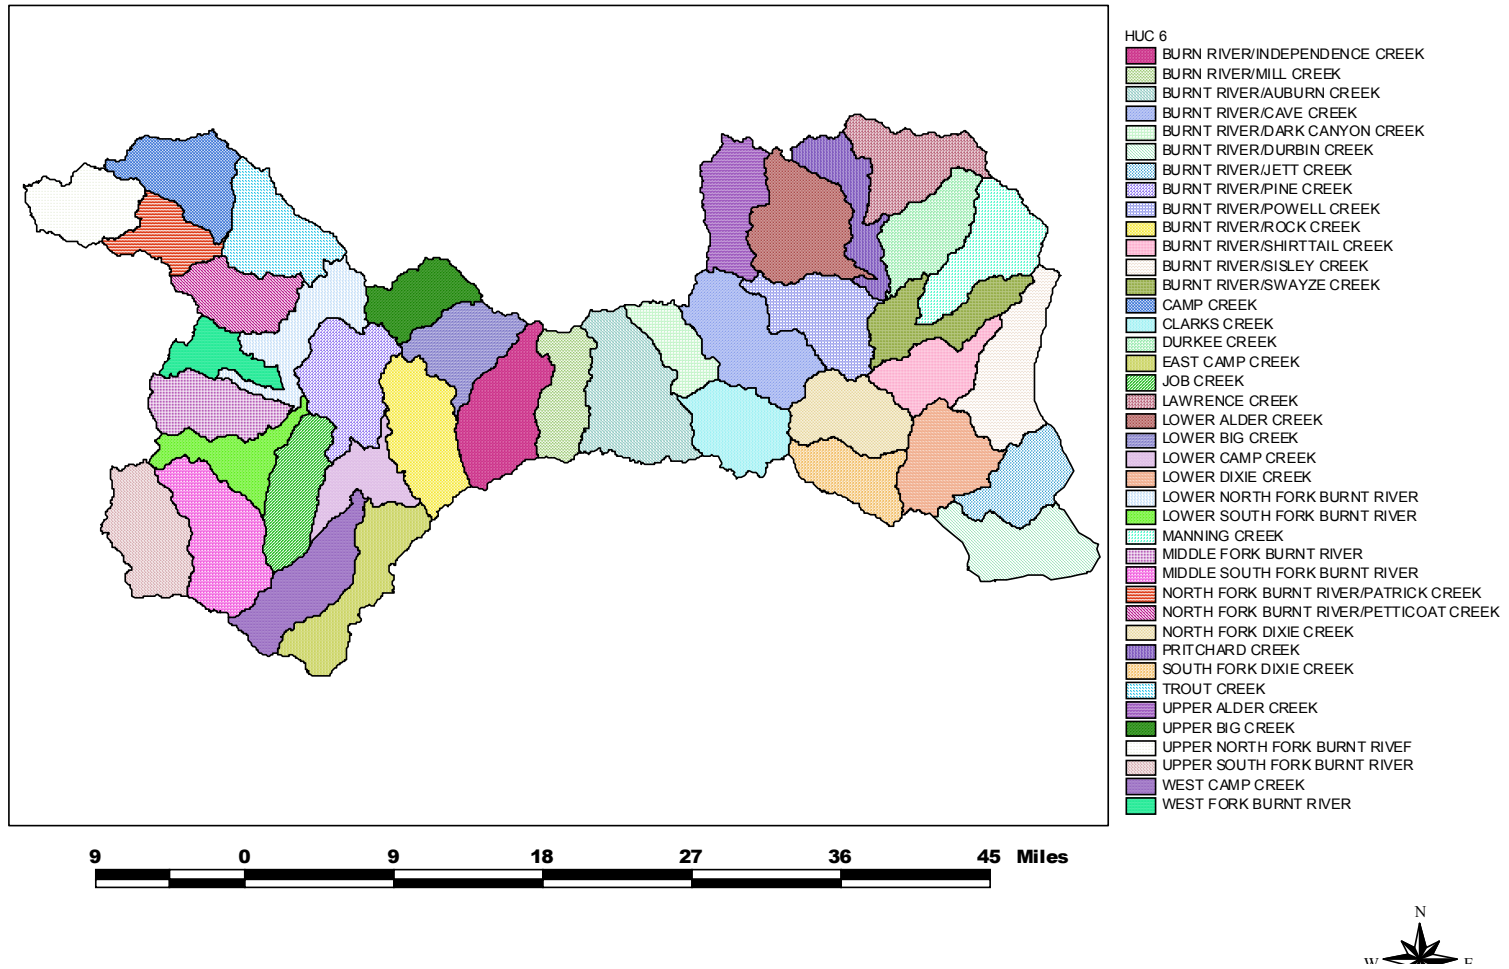 HUC 6
BURN RIVER/INDEPENDENCE CREEK
BURN RIVER/MILL CREEK
BURNT RIVER/AUBURN CREEK
BURNT RIVER/CAVE CREEK
BURNT RIVER/DARK CANYON CREEK
BURNT RIVER/DURBIN CREEK
BURNT RIVER/JETT CREEK
BURNT RIVER/PINE CREEK
BURNT RIVER/POWELL CREEK
BURNT RIVER/ROCK CREEK
BURNT RIVER/SHIRTTAIL CREEK
BURNT RIVER/SISLEY CREEK
BURNT RIVER/SWAYZE CREEK
CAMP CREEK
CLARKS CREEK
DURKEE CREEK
EAST CAMP CREEK
JOB CREEK
LAWRENCE CREEK
LOWER ALDER CREEK
LOWER BIG CREEK
LOWER CAMP CREEK
LOWER DIXIE CREEK
LOWER NORTH FORK BURNT RIVER
LOWER SOUTH FORK BURNT RIVER
MANNING CREEK
MIDDLE FORK BURNT RIVER
MIDDLE SOUTH FORK BURNT RIVER
NORTH FORK BURNT RIVER/PATRICK CREEK
NORTH FORK BURNT RIVER/PETTICOAT CREEK
NORTH FORK DIXIE CREEK
PRITCHARD CREEK
SOUTH FORK DIXIE CREEK
TROUT CREEK
UPPER ALDER CREEK
UPPER BIG CREEK
UPPER NORTH FORK BURNT RIVEF
UPPER SOUTH FORK BURNT RIVER
WEST CAMP CREEK
WEST FORK BURNT RIVER
9 0 9 18 27 36 45 Miles
N
W E